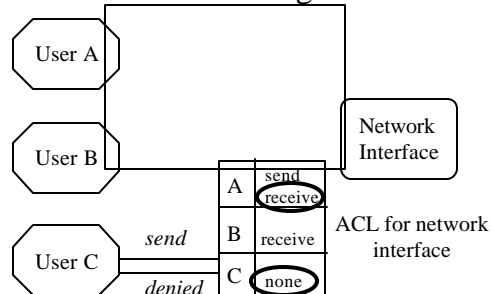 User A
User B
Network
Interface
A
send
receive
B
receive
ACL for network
interface
User C
send
denied
C
none